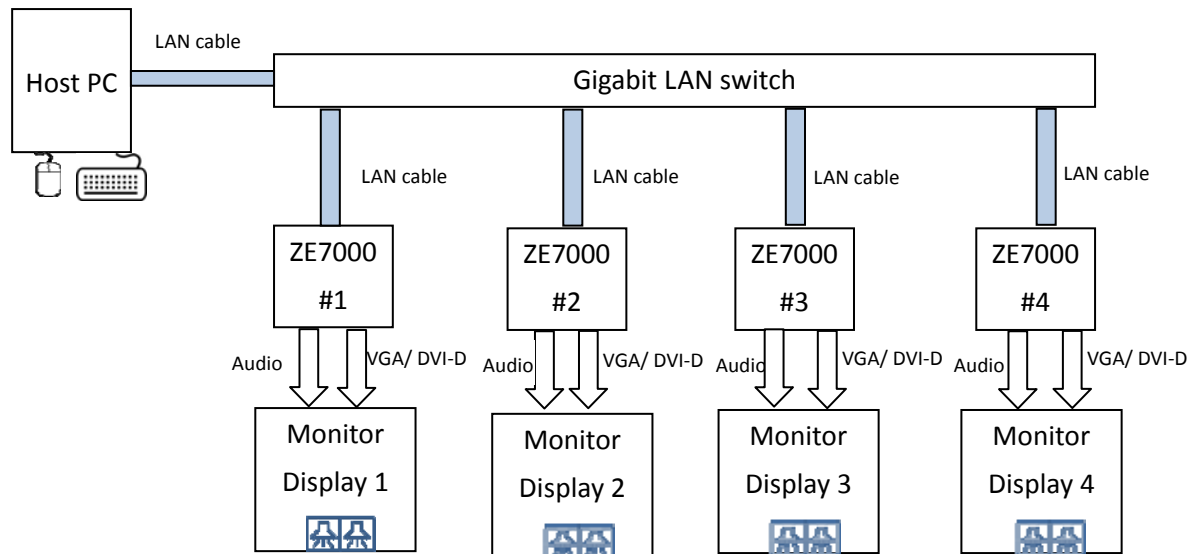 LAN cable
Host PC
Gigabit LAN switch
LAN cable
LAN cable
LAN cable
LAN cable
ZE7000
#1
ZE7000
#2
ZE7000
#3
ZE7000
#4
Audio
VGA/ DVI-D
Audio
VGA/ DVI-D
Audio
VGA/ DVI-D
Audio
VGA/ DVI-D
Monitor
Display 1
Monitor
Display 2
Monitor
Display 3
Monitor
Display 4